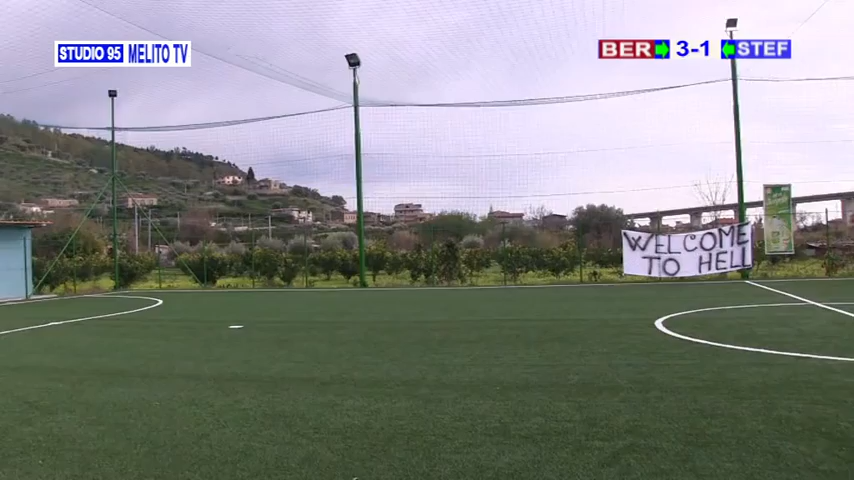 STUDIO 95 MELITO TV
BER 3-1 STEF
WELCOME
TO HELL